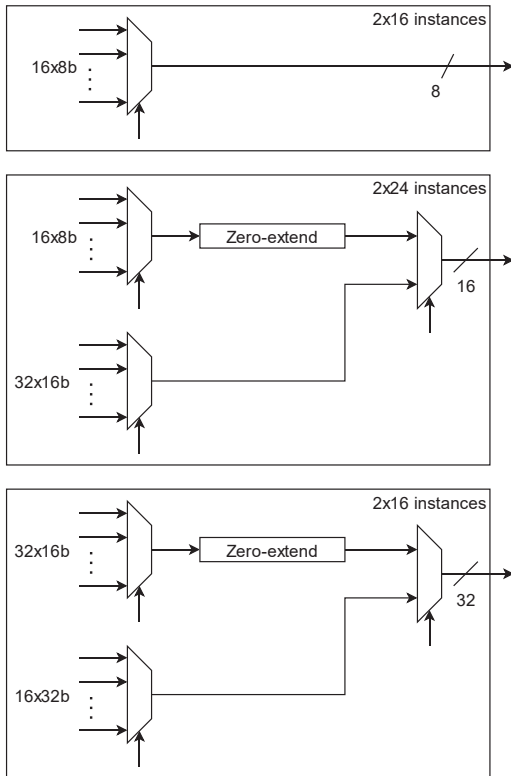 2x16 instances
16x8b
8
2x24 instances
16x8b
Zero-extend
16
32x16b
2x16 instances
32x16b
Zero-extend
32
16x32b